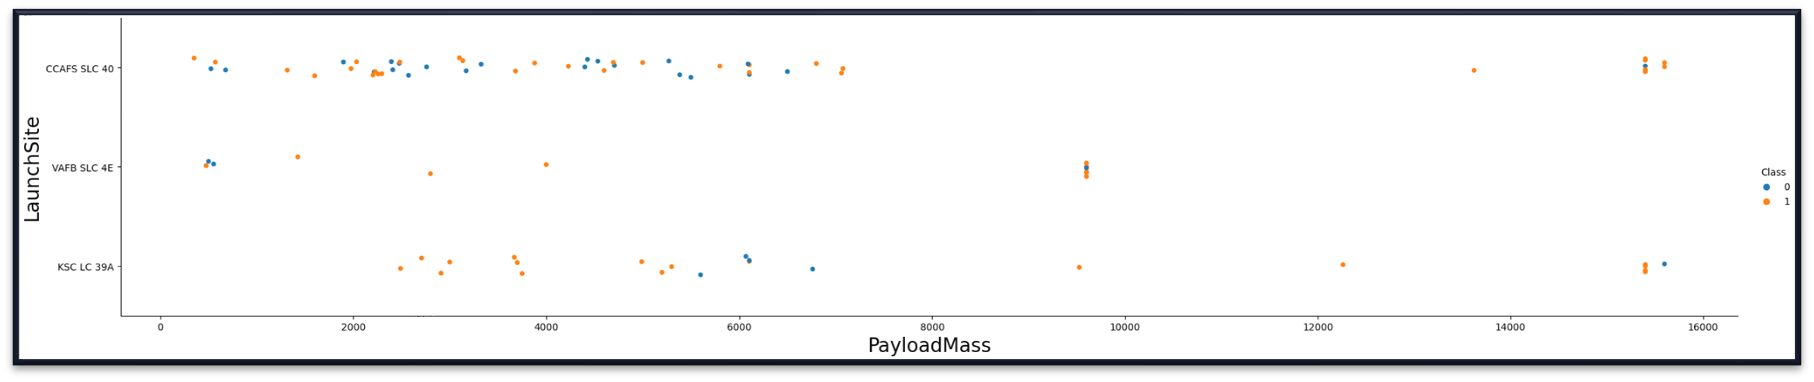 LaunchSite
CCAFS SLC 40
VAFB SLC 4E
KSC LC 39A
0 2000 4000 6000 8000 10000 12000 14000 16000
PayloadMass
Class
0
1